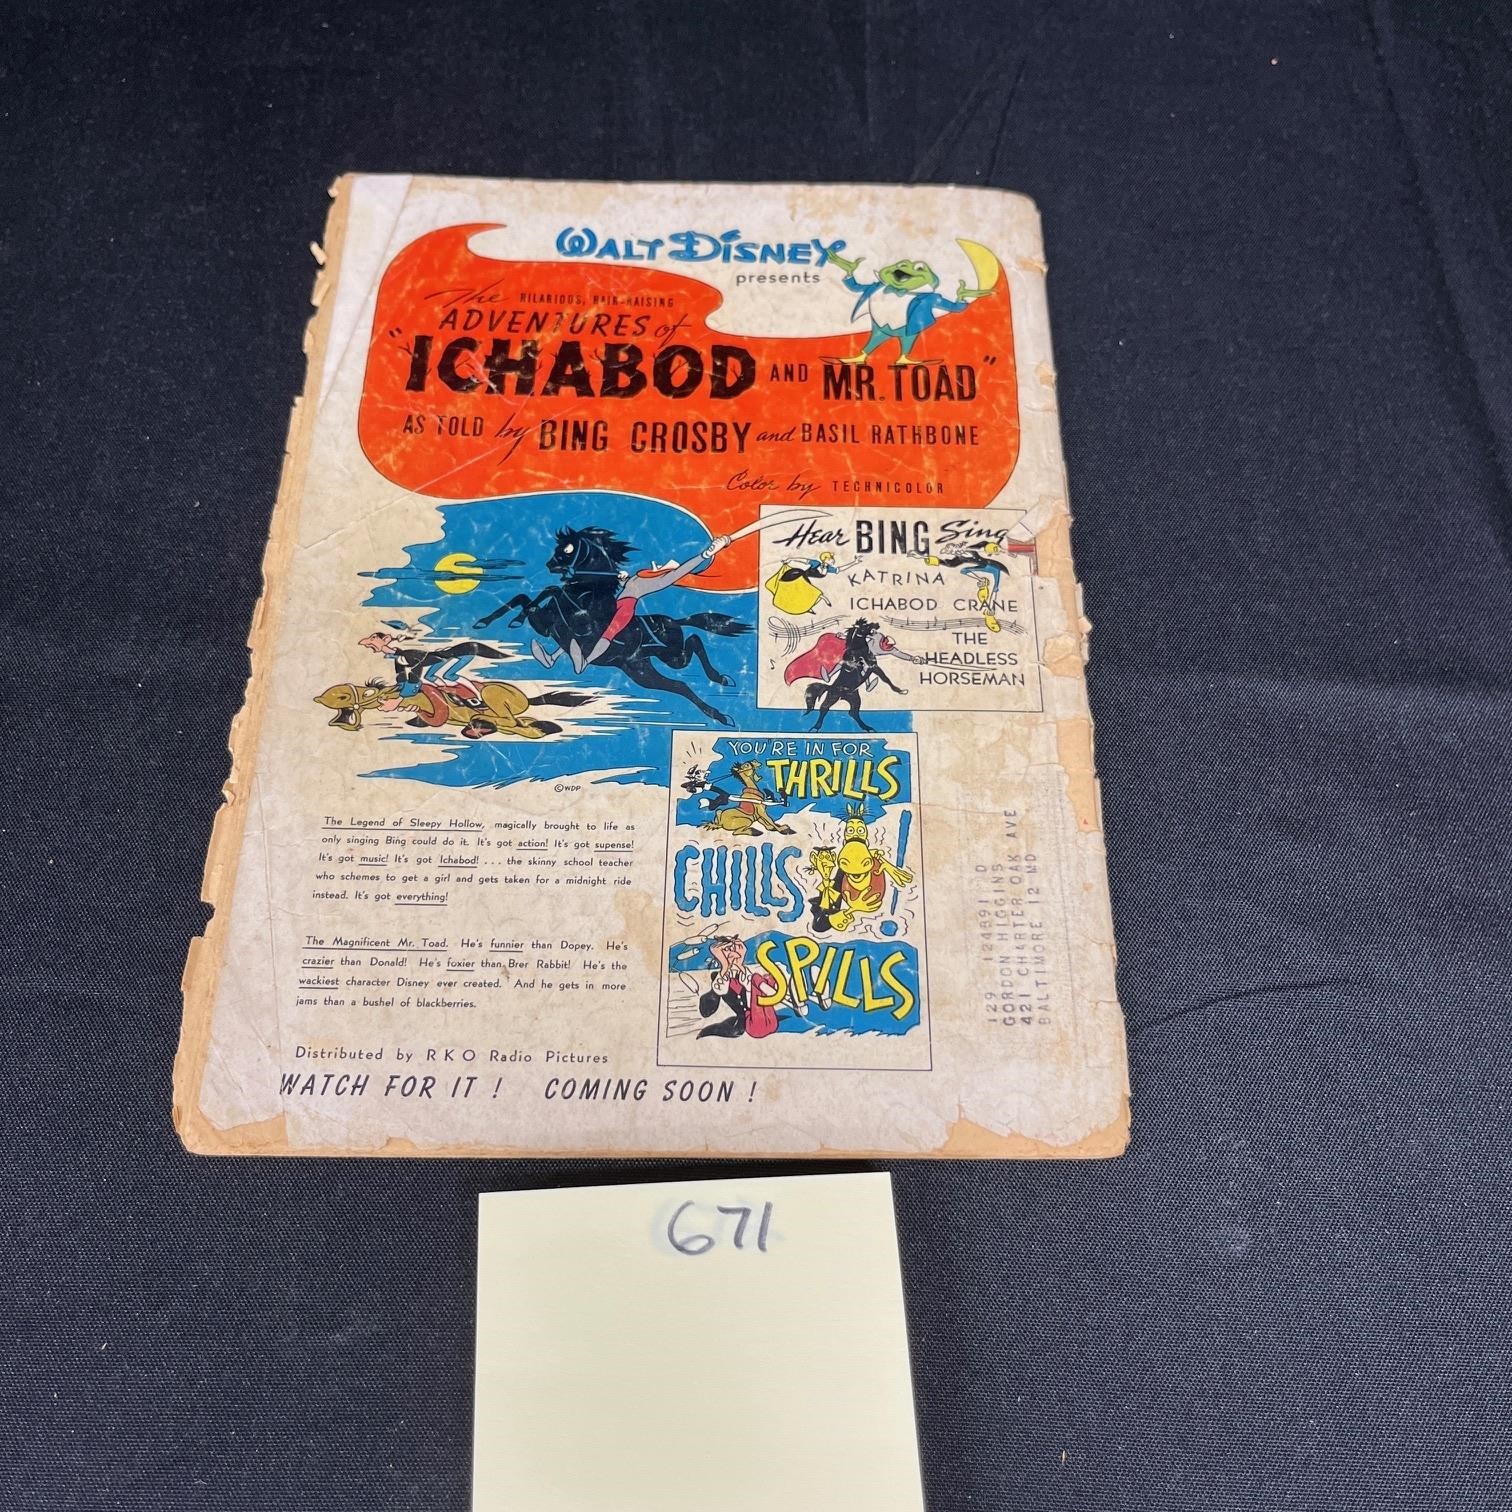 WALT DISNEY
presents
The HILARIOUS, HAIR-RAISING
ADVENTURES of
"ICHABOD AND MR. TOAD"
AS TOLD by BING CROSBY and BASIL RATHBONE
Color by TECHNICOLOR
Hear BING Sing
KATRINA
ICHABOD CRANE
THE
HEADLESS
HORSEMAN
©WDP
YOU'RE IN FOR
THRILLS
CHILLS!
SPILLS
The Legend of Sleepy Hollow, magically brought to life as
only singing Bing could do it. It's got action! It's got supense!
It's got music! It's got Ichabod! . . . the skinny school teacher
who schemes to get a girl and gets taken for a midnight ride
instead. It's got everything!
The Magnificent Mr. Toad. He's funnier than Dopey. He's
crazier than Donald! He's foxier than Brer Rabbit! He's the
wackiest character Disney ever created. And he gets in more
jams than a bushel of blackberries.
Distributed by RKO Radio Pictures
WATCH FOR IT! COMING SOON!
129 124891 D
GORDON HIGGINS
421 CHARTER OAK AVE
BALTIMORE 12 MD
671